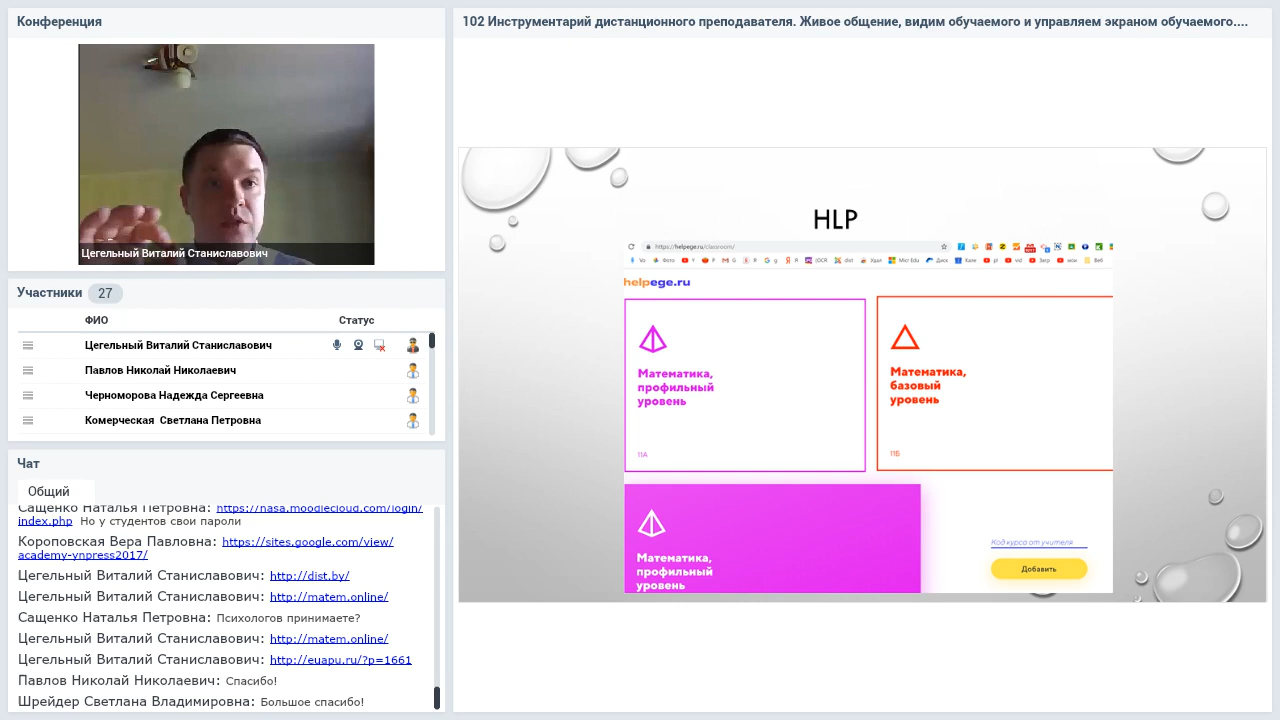 Конференция
Цегельный Виталий Станиславович
Участники 27
ФИО Статус
Цегельный Виталий Станиславович
Павлов Николай Николаевич
Черноморова Надежда Сергеевна
Комерческая Светлана Петровна
Чат
Общий
Сащенко Наталья Петровна: https://nasa.moodlecloud.com/login/
index.php Но у студентов свои пароли
Короповская Вера Павловна: https://sites.google.com/view/
academy-ynpress2017/
Цегельный Виталий Станиславович: http://dist.by/
Цегельный Виталий Станиславович: http://matem.online/
Сащенко Наталья Петровна: Психологов принимаете?
Цегельный Виталий Станиславович: http://matem.online/
Цегельный Виталий Станиславович: http://euapu.ru/?p=1661
Павлов Николай Николаевич: Спасибо!
Шрейдер Светлана Владимировна: Большое спасибо!
102 Инструментарий дистанционного преподавателя. Живое общение, видим обучаемого и управляем экраном обучаемого....
HLP
https://helpege.ru/classroom/
helpege.ru
Математика,
профильный
уровень
11А
Математика,
базовый
уровень
11Б
Математика,
профильный
уровень
Код курса от учителя
Добавить